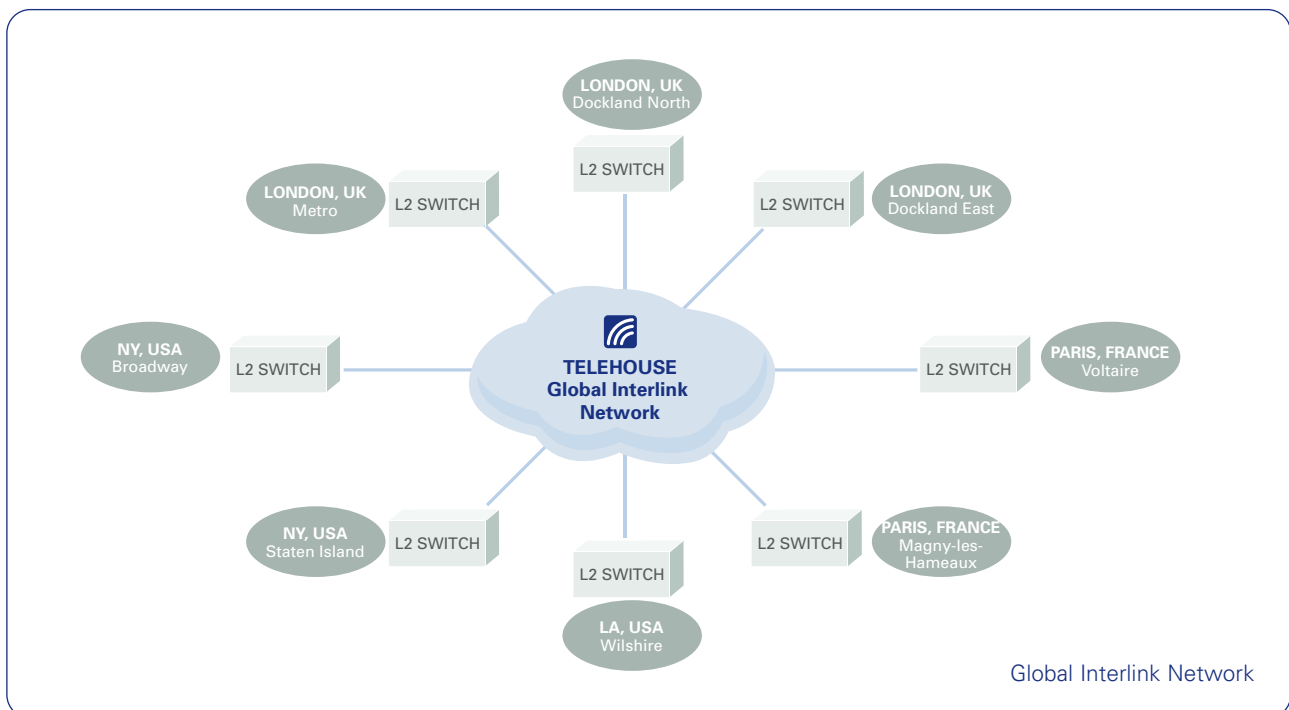 LONDON, UK
Dockland North
L2 SWITCH
LONDON, UK
Metro
L2 SWITCH
L2 SWITCH
LONDON, UK
Dockland East
NY, USA
Broadway
L2 SWITCH
TELEHOUSE
Global Interlink
Network
L2 SWITCH
PARIS, FRANCE
Voltaire
NY, USA
Staten Island
L2 SWITCH
L2 SWITCH
PARIS, FRANCE
Magny-les-
Hameaux
L2 SWITCH
LA, USA
Wilshire
Global Interlink Network